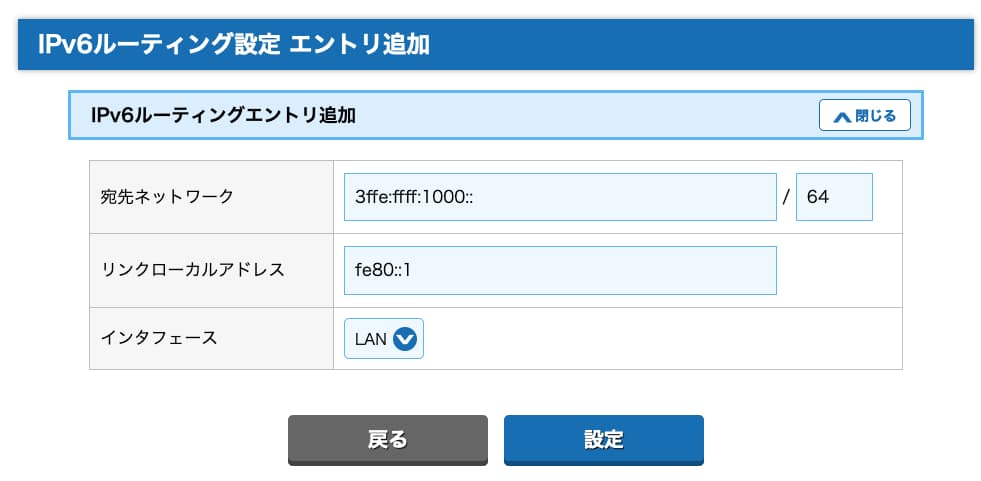 IPv6ルーティング設定 エントリ追加
IPv6ルーティングエントリ追加
閉じる
宛先ネットワーク
3ffe:ffff:1000::
/
64
リンクローカルアドレス
fe80::1
インタフェース
LAN
戻る
設定